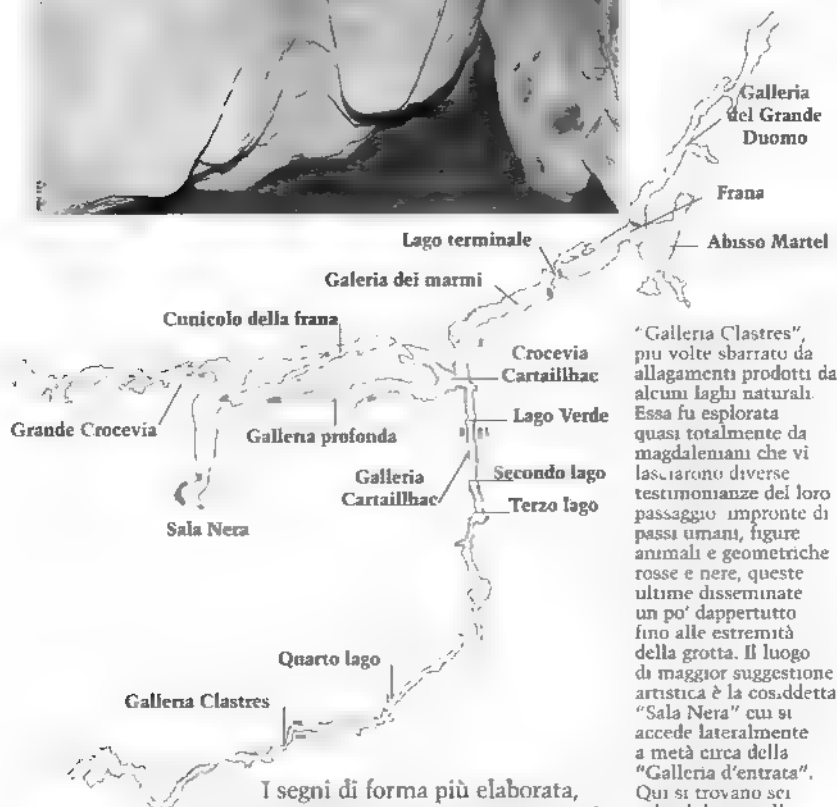 Galleria
del Grande
Duomo
Frana
Abisso Martel
Lago terminale
Galeria dei marmi
Cunicolo della frana
Crocevia
Cartaillhac
Lago Verde
Grande Crocevia
Galleria profonda
Galleria
Cartaillhac
Secondo lago
Terzo lago
Sala Nera
Quarto lago
Galleria Clastres
"Galleria Clastres",
più volte sbarrato da
allagamenti prodotti da
alcuni laghi naturali.
Essa fu esplorata
quasi totalmente da
magdaleniani che vi
lasciarono diverse
testimonianze del loro
passaggio impronte di
passi umani, figure
animali e geometriche
rosse e nere, queste
ultime disseminate
un po' dappertutto
fino alle estremità
della grotta. Il luogo
di maggior suggestione
artistica è la cosiddetta
"Sala Nera" cui si
accede lateralmente
a metà circa della
"Galleria d'entrata".
Qui si trovano sei
I segni di forma più elaborata,